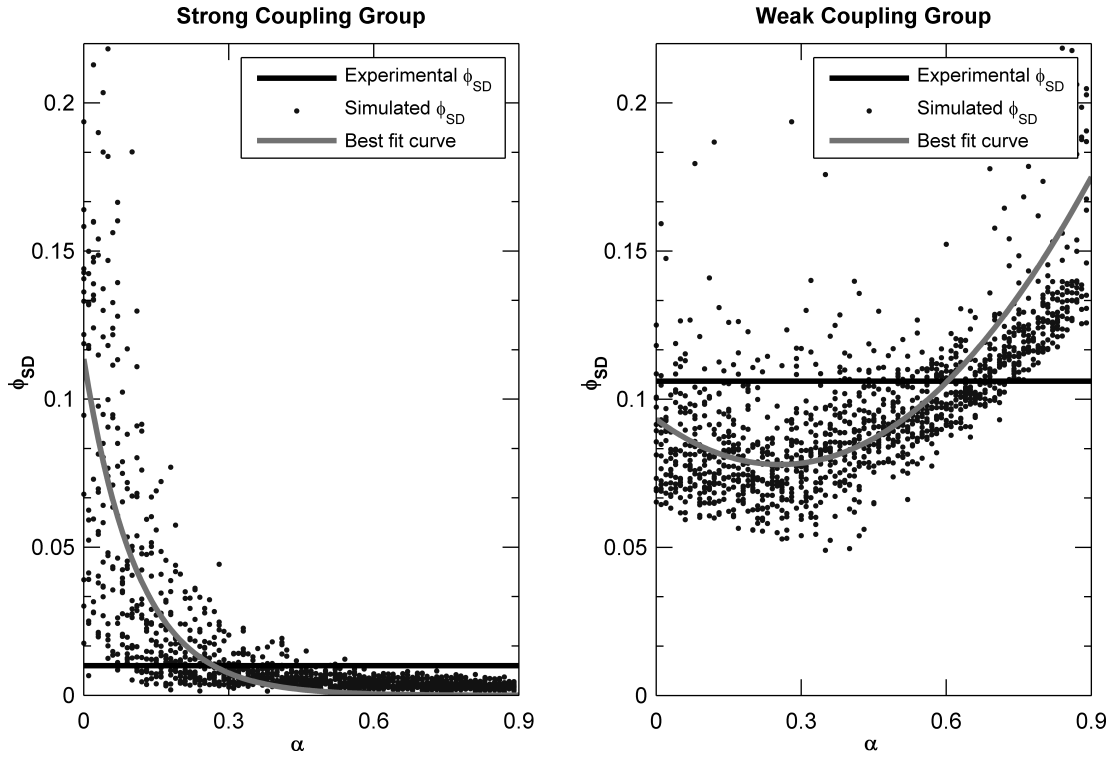 Strong Coupling Group
Experimental ϕSD
Simulated ϕSD
Best fit curve
0.2
0.15
0.1
0.05
0
ϕSD
0 0.3 0.6 0.9
α
Weak Coupling Group
Experimental ϕSD
Simulated ϕSD
Best fit curve
0.2
0.15
0.1
0.05
0
ϕSD
0 0.3 0.6 0.9
α